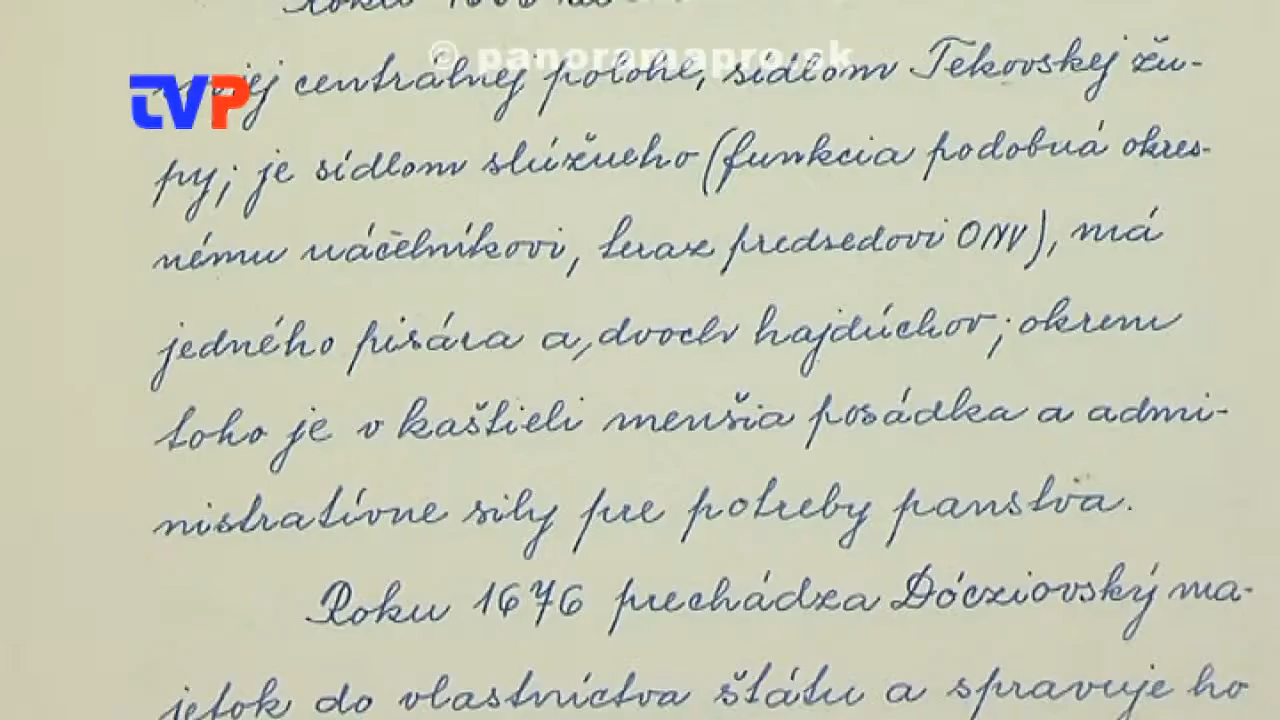 Roku
© panoramapro.sk
TVP
centrálnej polohe, sídlom Tekovskej žu-
py; je sídlom slúžneho (funkcia podobná okres-
nému náčelníkovi, teraz predsedovi ONV), má
jedného pisára a, dvoch hajdúchov; okrem
toho je v kaštieli menšia posádka a admi-
nistratívne sily pre potreby panstva.
Roku 1676 prechádza Dócziovský ma-
jetok do vlastníctva štátu a spravuje ho